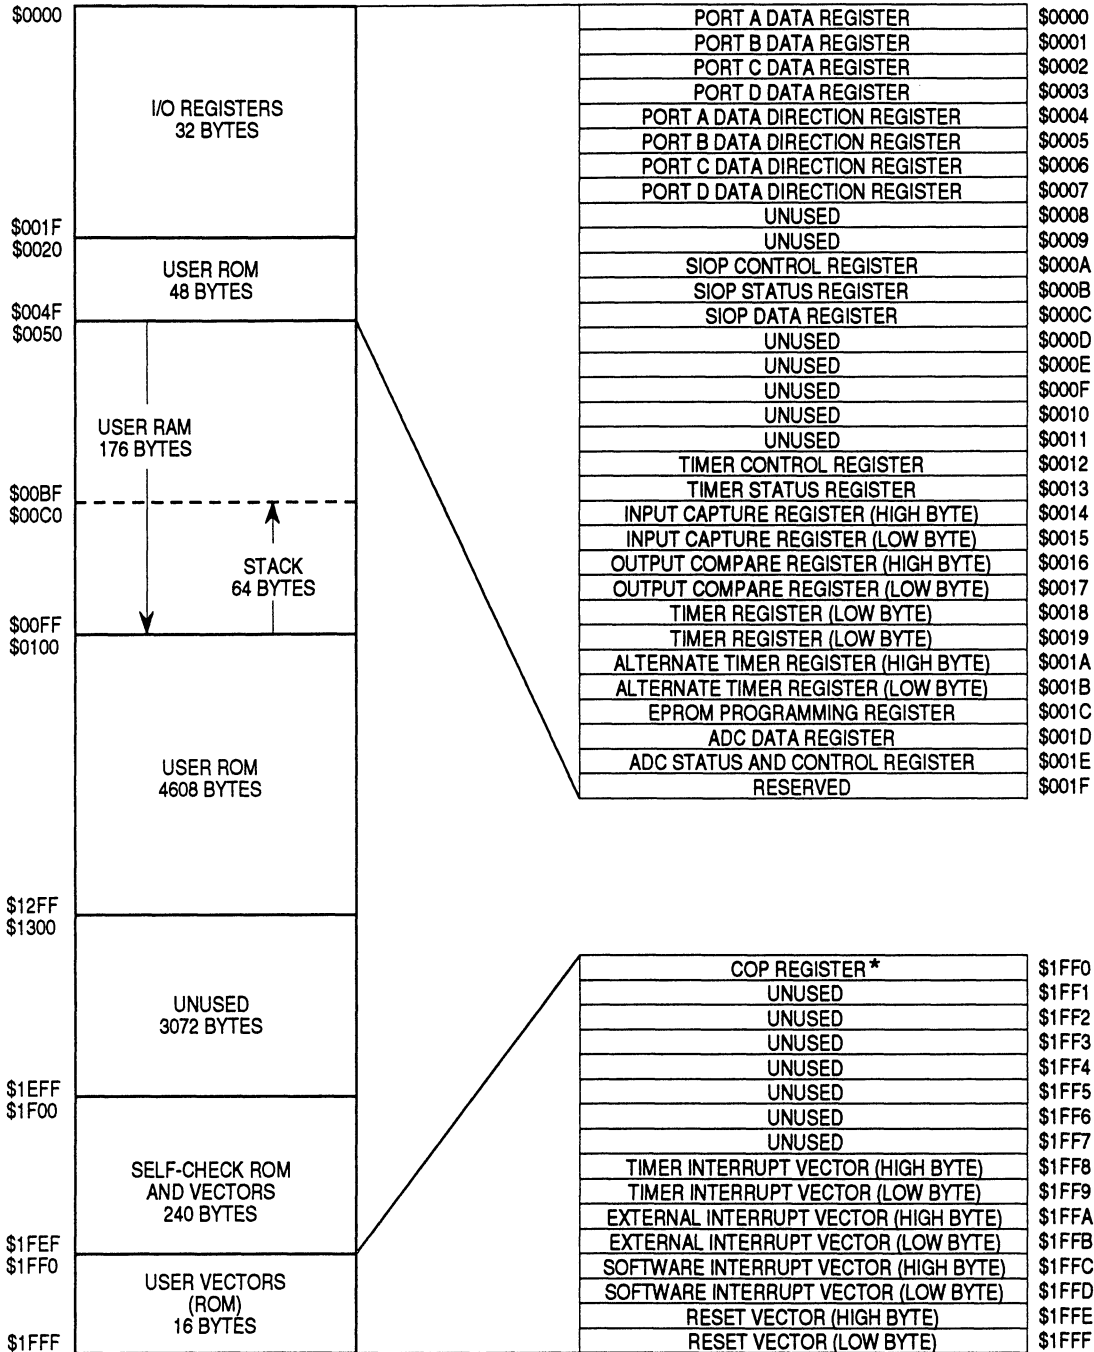 $0000
I/O REGISTERS
32 BYTES
$001F
$0020
USER ROM
48 BYTES
$004F
$0050
USER RAM
176 BYTES
$00BF
$00C0
STACK
64 BYTES
$00FF
$0100
USER ROM
4608 BYTES
$12FF
$1300
UNUSED
3072 BYTES
$1EFF
$1F00
SELF-CHECK ROM
AND VECTORS
240 BYTES
$1FEF
$1FF0
USER VECTORS
(ROM)
16 BYTES
$1FFF
PORT A DATA REGISTER $0000
PORT B DATA REGISTER $0001
PORT C DATA REGISTER $0002
PORT D DATA REGISTER $0003
PORT A DATA DIRECTION REGISTER $0004
PORT B DATA DIRECTION REGISTER $0005
PORT C DATA DIRECTION REGISTER $0006
PORT D DATA DIRECTION REGISTER $0007
UNUSED $0008
UNUSED $0009
SIOP CONTROL REGISTER $000A
SIOP STATUS REGISTER $000B
SIOP DATA REGISTER $000C
UNUSED $000D
UNUSED $000E
UNUSED $000F
UNUSED $0010
UNUSED $0011
TIMER CONTROL REGISTER $0012
TIMER STATUS REGISTER $0013
INPUT CAPTURE REGISTER (HIGH BYTE) $0014
INPUT CAPTURE REGISTER (LOW BYTE) $0015
OUTPUT COMPARE REGISTER (HIGH BYTE) $0016
OUTPUT COMPARE REGISTER (LOW BYTE) $0017
TIMER REGISTER (LOW BYTE) $0018
TIMER REGISTER (LOW BYTE) $0019
ALTERNATE TIMER REGISTER (HIGH BYTE) $001A
ALTERNATE TIMER REGISTER (LOW BYTE) $001B
EPROM PROGRAMMING REGISTER $001C
ADC DATA REGISTER $001D
ADC STATUS AND CONTROL REGISTER $001E
RESERVED $001F
COP REGISTER* $1FF0
UNUSED $1FF1
UNUSED $1FF2
UNUSED $1FF3
UNUSED $1FF4
UNUSED $1FF5
UNUSED $1FF6
UNUSED $1FF7
TIMER INTERRUPT VECTOR (HIGH BYTE) $1FF8
TIMER INTERRUPT VECTOR (LOW BYTE) $1FF9
EXTERNAL INTERRUPT VECTOR (HIGH BYTE) $1FFA
EXTERNAL INTERRUPT VECTOR (LOW BYTE) $1FFB
SOFTWARE INTERRUPT VECTOR (HIGH BYTE) $1FFC
SOFTWARE INTERRUPT VECTOR (LOW BYTE) $1FFD
RESET VECTOR (HIGH BYTE) $1FFE
RESET VECTOR (LOW BYTE) $1FFF